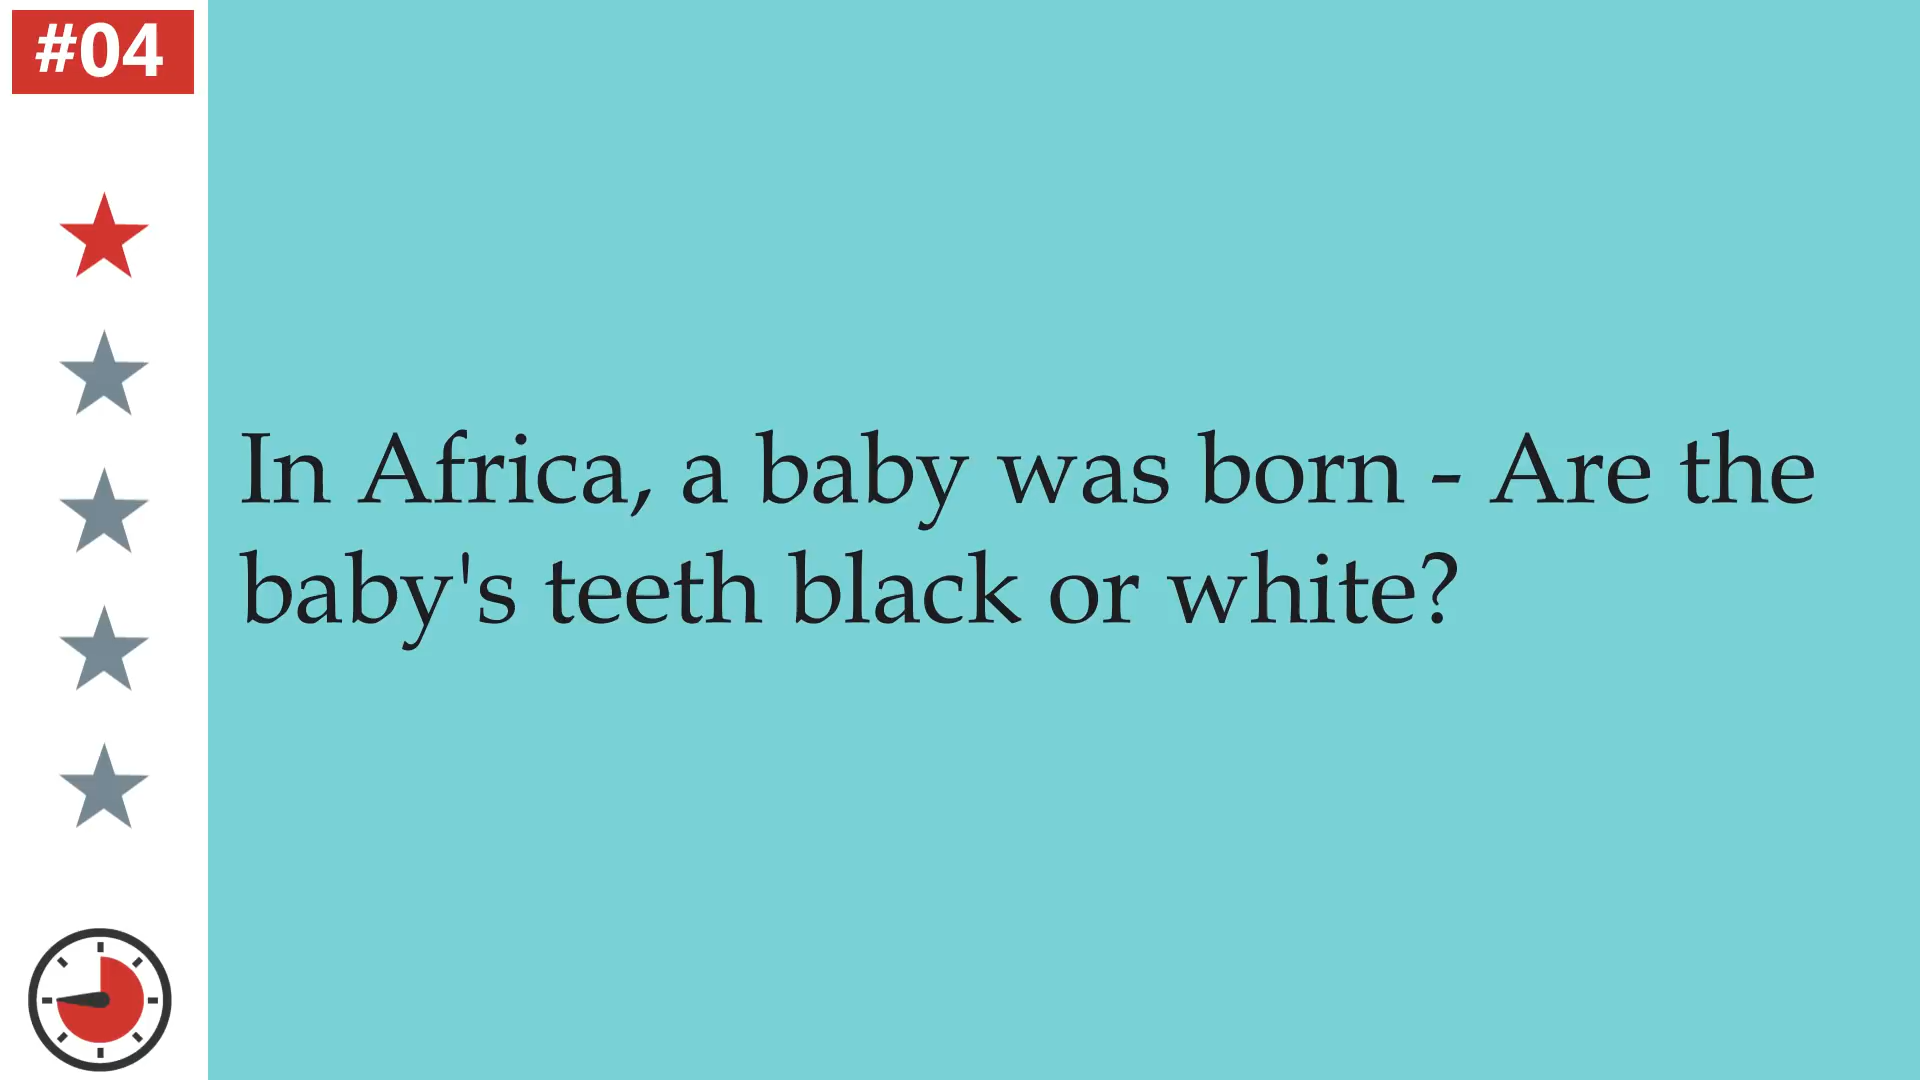 #04
In Africa, a baby was born - Are the
baby's teeth black or white?